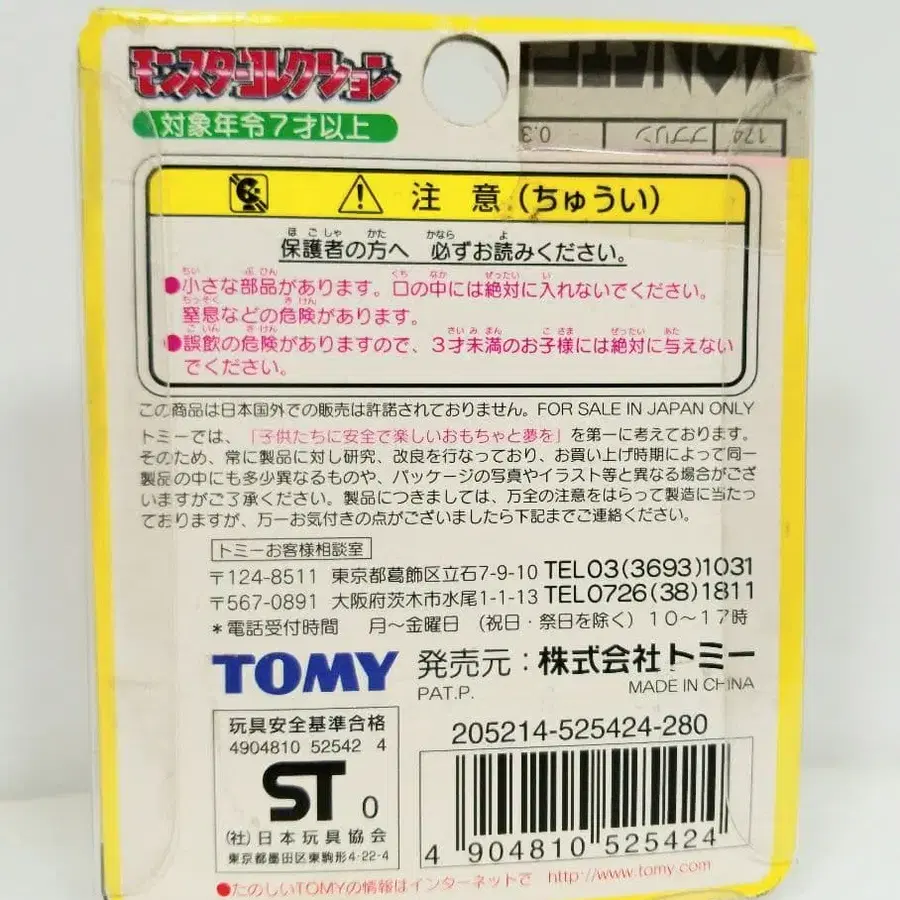 モンスターコレクション
対象年令7才以上
174 ププリン 0.3
注意(ちゅうい)
保護者の方へ 必ずお読みください。
●小さな部品があります。口の中には絶対に入れないでください。
窒息などの危険があります。
●誤飲の危険がありますので、3才未満のお子様には絶対に与えない
でください。
この商品は日本国外での販売は許諾されておりません。FOR SALE IN JAPAN ONLY
トミーでは、「子供たちに安全で楽しいおもちゃと夢を」を第一に考えております。
そのため、常に製品に対し研究、改良を行なっており、お買い上げ時期によって同一
製品の中にも多少異なるものや、パッケージの写真やイラスト等と異なる場合がござ
いますがご了承ください。製品につきましては、万全の注意をはらって製造に当たっ
ておりますが、万一お気付きの点がございましたら下記までご連絡ください。
トミーお客様相談室
〒124-8511 東京都葛飾区立石7-9-10 TEL03(3693)1031
〒567-0891 大阪府茨木市水尾1-1-13 TEL0726(38)1811
*電話受付時間 月〜金曜日 (祝日・祭日を除く) 10〜17時
TOMY 発売元:株式会社トミー
PAT.P. MADE IN CHINA
玩具安全基準合格
4904810 52542 4
ST 0
(社)日本玩具協会
東京都墨田区東駒形4-22-4
205214-525424-280
4 904810 525424
●たのしいTOMYの情報はインターネットで http://www.tomy.com